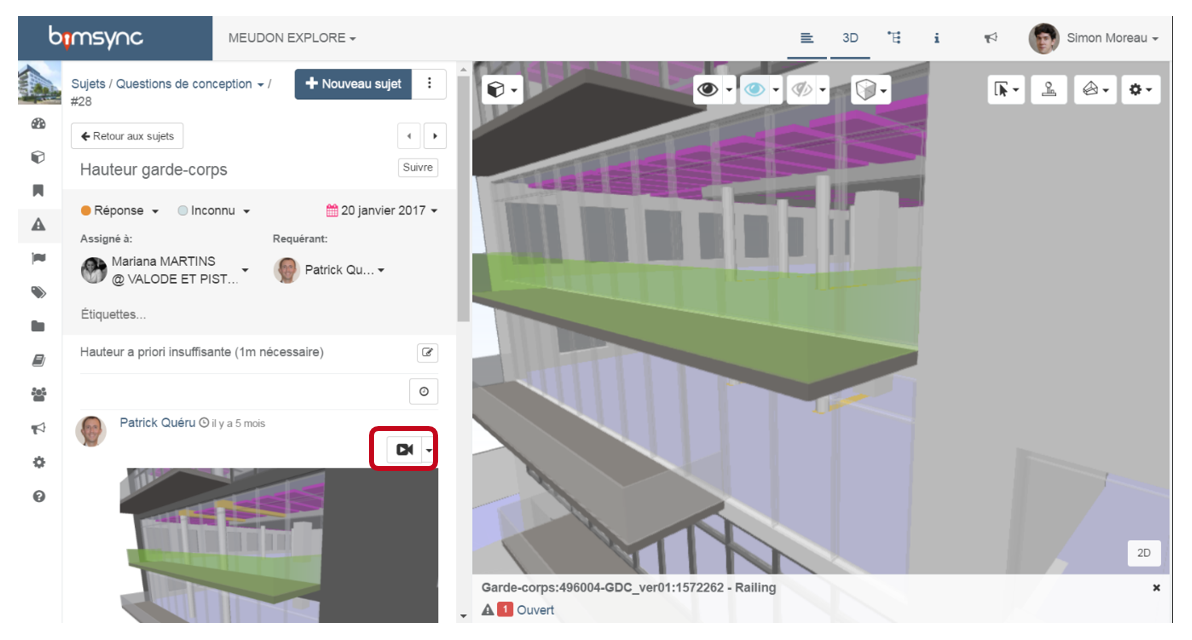 bimsync
MEUDON EXPLORE
3D
i
Simon Moreau
Sujets / Questions de conception /
#28
+ Nouveau sujet
Retour aux sujets
Hauteur garde-corps
Suivre
Réponse
Inconnu
20 janvier 2017
Assigné à:
Requérant:
Mariana MARTINS
@ VALODE ET PIST...
Patrick Qu...
Étiquettes...
Hauteur a priori insuffisante (1m nécessaire)
Patrick Quéru il y a 5 mois
2D
Garde-corps:496004-GDC_ver01:1572262 - Railing
1 Ouvert